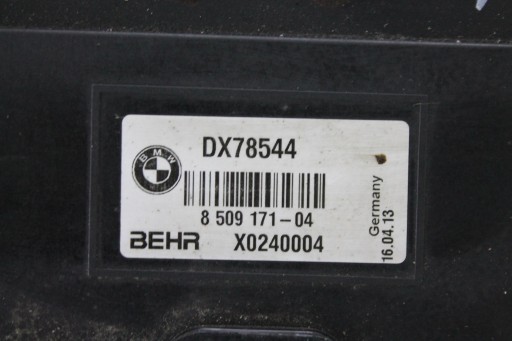 DX78544
BMW
8 509 171-04
BEHR X0240004
Germany
16.04.13